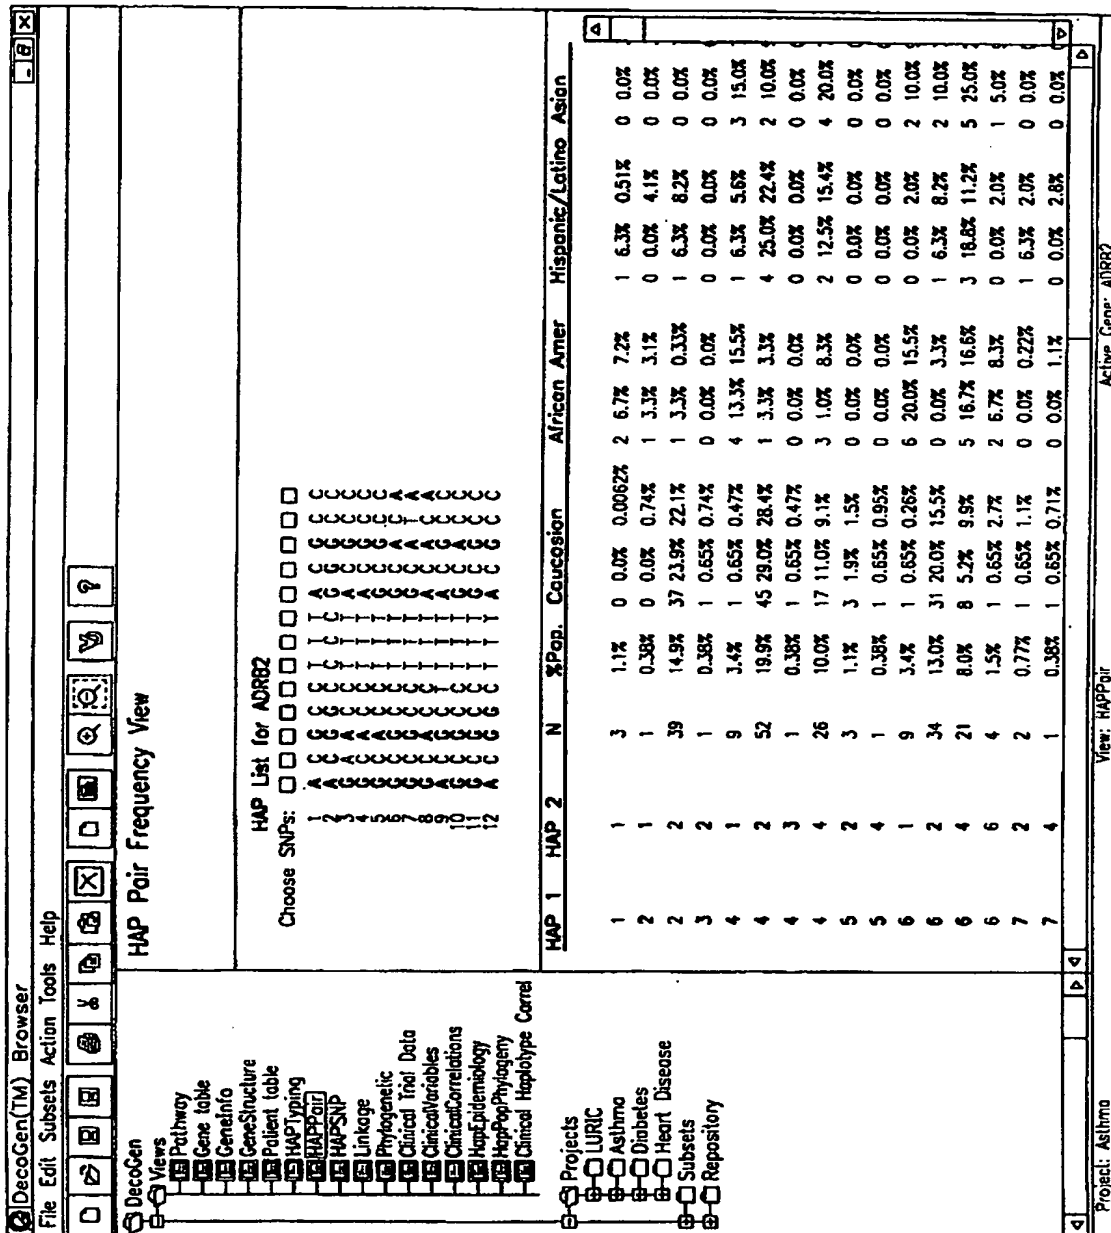 DecoGen(TM) Browser
File Edit Subsets Action Tools Help
DecoGen
Views
Pathway
Gene table
GeneInfo
GeneStructure
Patient table
HAPTyping
HAPPair
HAPSNP
Linkage
Phylogenetic
Clinical Trial Data
ClinicalVariables
ClinicalCorrelations
HapEpidemiology
HapPopPhylogeny
Clinical Haplotype Correl
Projects
LURIC
Asthma
Diabetes
Heart Disease
Subsets
Repository
HAP Pair Frequency View
HAP List for ADRB2
Choose SNPs:
1
2
3
4
5
6
7
8
9
10
11
12
HAP 1 HAP 2 N %Pop. Caucasian African Amer Hispanic/Latino Asian
1 1 3 1.1% 0 0.0% 0.0062% 2 6.7% 7.2% 1 6.3% 0.51% 0 0.0%
2 1 1 0.38% 0 0.0% 0.74% 1 3.3% 3.1% 0 0.0% 4.1% 0 0.0%
2 2 39 14.9% 37 23.9% 22.1% 1 3.3% 0.33% 1 6.3% 8.2% 0 0.0%
3 2 1 0.38% 1 0.65% 0.74% 0 0.0% 0.0% 0 0.0% 0.0% 0 0.0%
4 1 9 3.4% 1 0.65% 0.47% 4 13.3% 15.5% 1 6.3% 5.6% 3 15.0%
4 2 52 19.9% 45 29.0% 28.4% 1 3.3% 3.3% 4 25.0% 22.4% 2 10.0%
4 3 1 0.38% 1 0.65% 0.47% 0 0.0% 0.0% 0 0.0% 0.0% 0 0.0%
4 4 26 10.0% 17 11.0% 9.1% 3 1.0% 8.3% 2 12.5% 15.4% 4 20.0%
5 2 3 1.1% 3 1.9% 1.5% 0 0.0% 0.0% 0 0.0% 0.0% 0 0.0%
5 4 1 0.38% 1 0.65% 0.95% 0 0.0% 0.0% 0 0.0% 0.0% 0 0.0%
6 1 9 3.4% 1 0.65% 0.26% 6 20.0% 15.5% 0 0.0% 2.0% 2 10.0%
6 2 34 13.0% 31 20.0% 15.5% 0 0.0% 3.3% 1 6.3% 8.2% 2 10.0%
6 4 21 8.0% 8 5.2% 9.9% 5 16.7% 16.6% 3 18.8% 11.2% 5 25.0%
6 6 4 1.5% 1 0.65% 2.7% 2 6.7% 8.3% 0 0.0% 2.0% 1 5.0%
7 2 2 0.77% 1 0.65% 1.1% 0 0.0% 0.22% 1 6.3% 2.0% 0 0.0%
7 4 1 0.38% 1 0.65% 0.71% 0 0.0% 1.1% 0 0.0% 2.8% 0 0.0%
Project: Asthma View: HAPPair Active Gene: ADRB2